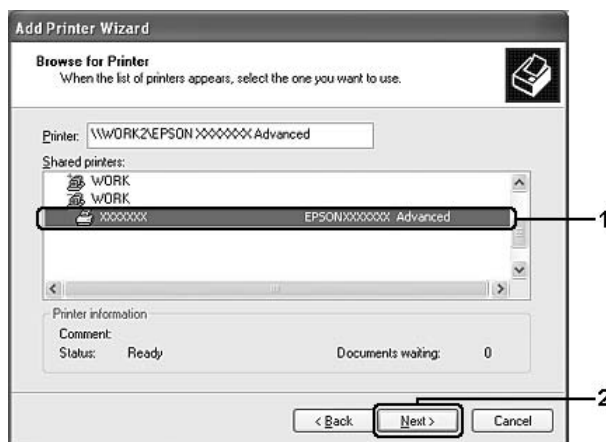 Add Printer Wizard
Browse for Printer
When the list of printers appears, select the one you want to use.
Printer: \\WORK2\EPSON XXXXXXX Advanced
Shared printers:
WORK
WORK
XXXXXXX EPSONXXXXXXX Advanced
1
Printer information
Comment:
Status: Ready Documents waiting: 0
2
< Back Next > Cancel